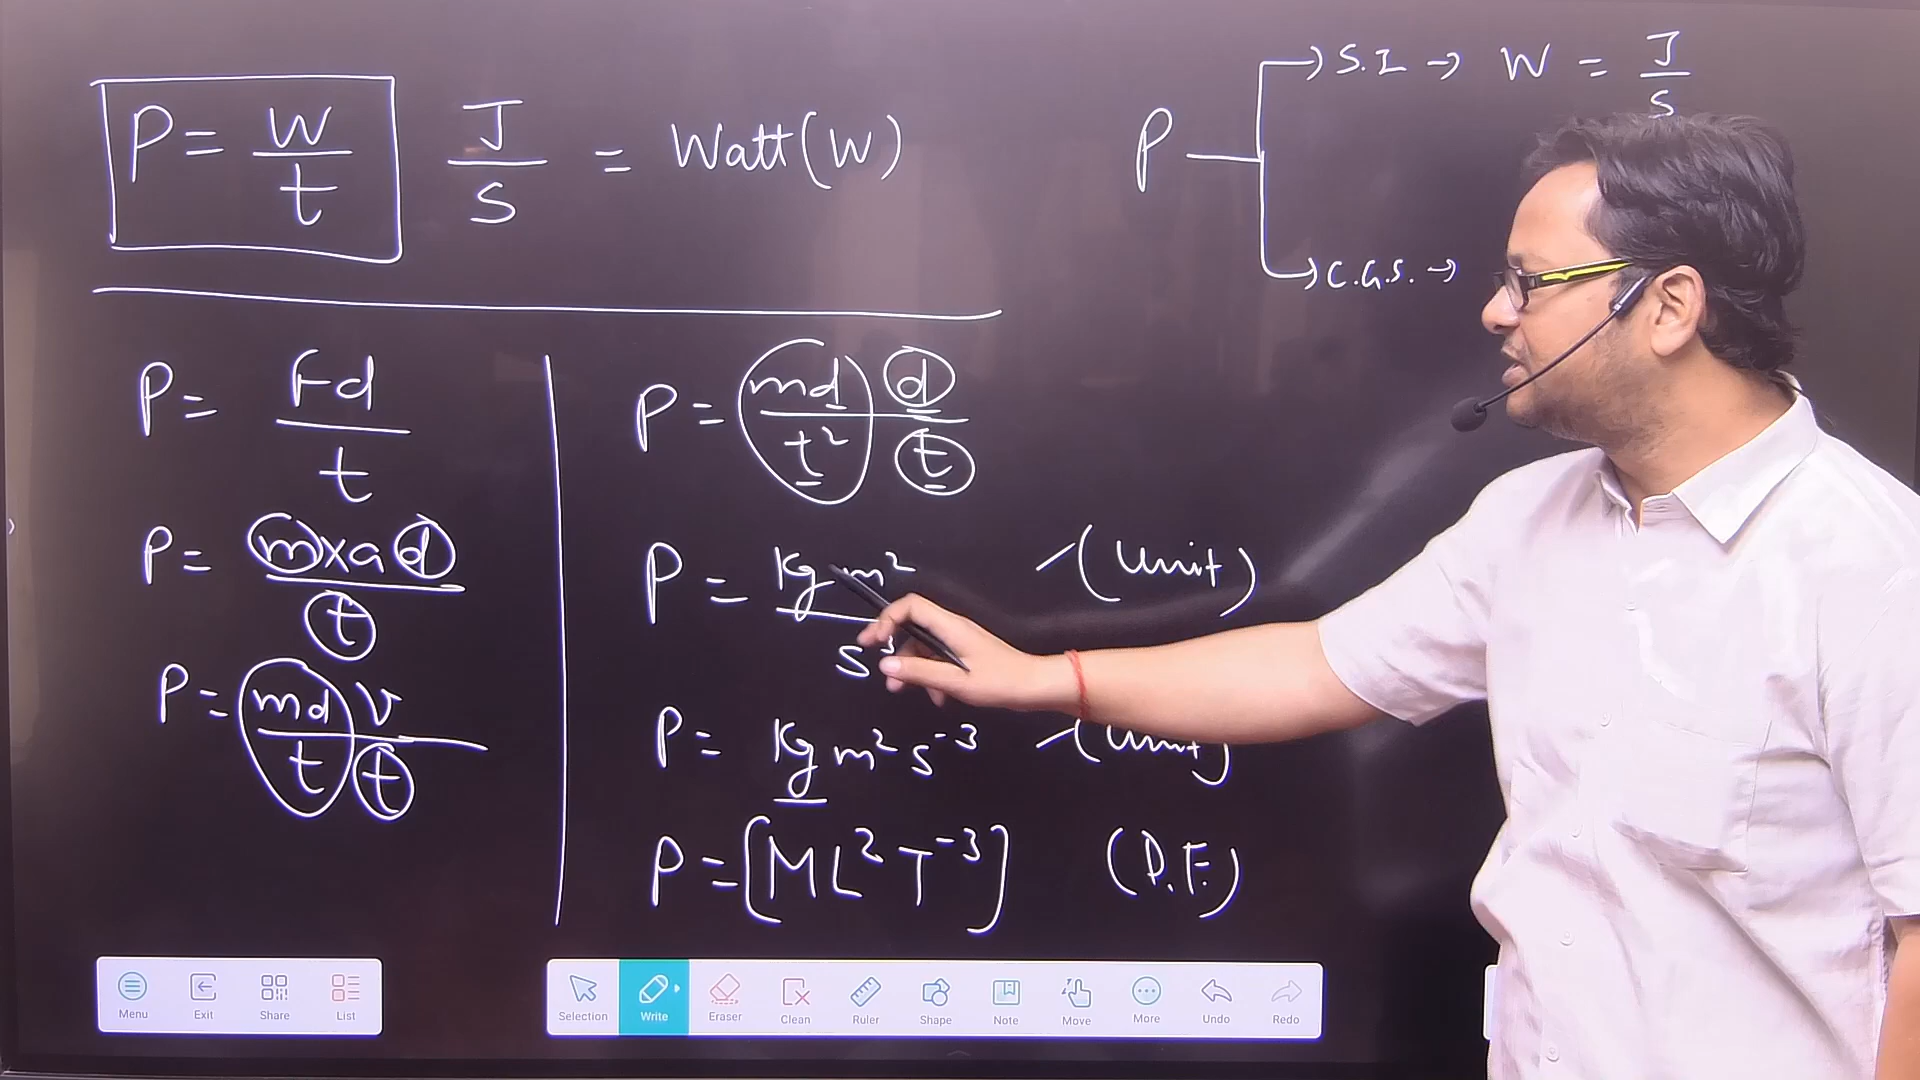 P = W/t J/s = Watt(W)
P → S.I → W = J/s
→ C.G.S. →
P = Fd/t
P = m×a d/t
P = md/t v/t
P = md/t² d/t
P = Kg m²/s³ (Unit)
P = Kg m² s⁻³ (Unit)
P = [M L² T⁻³] (D.F.)
Menu Exit Share List
Selection Write Eraser Clean Ruler Shape Note Move More Undo Redo